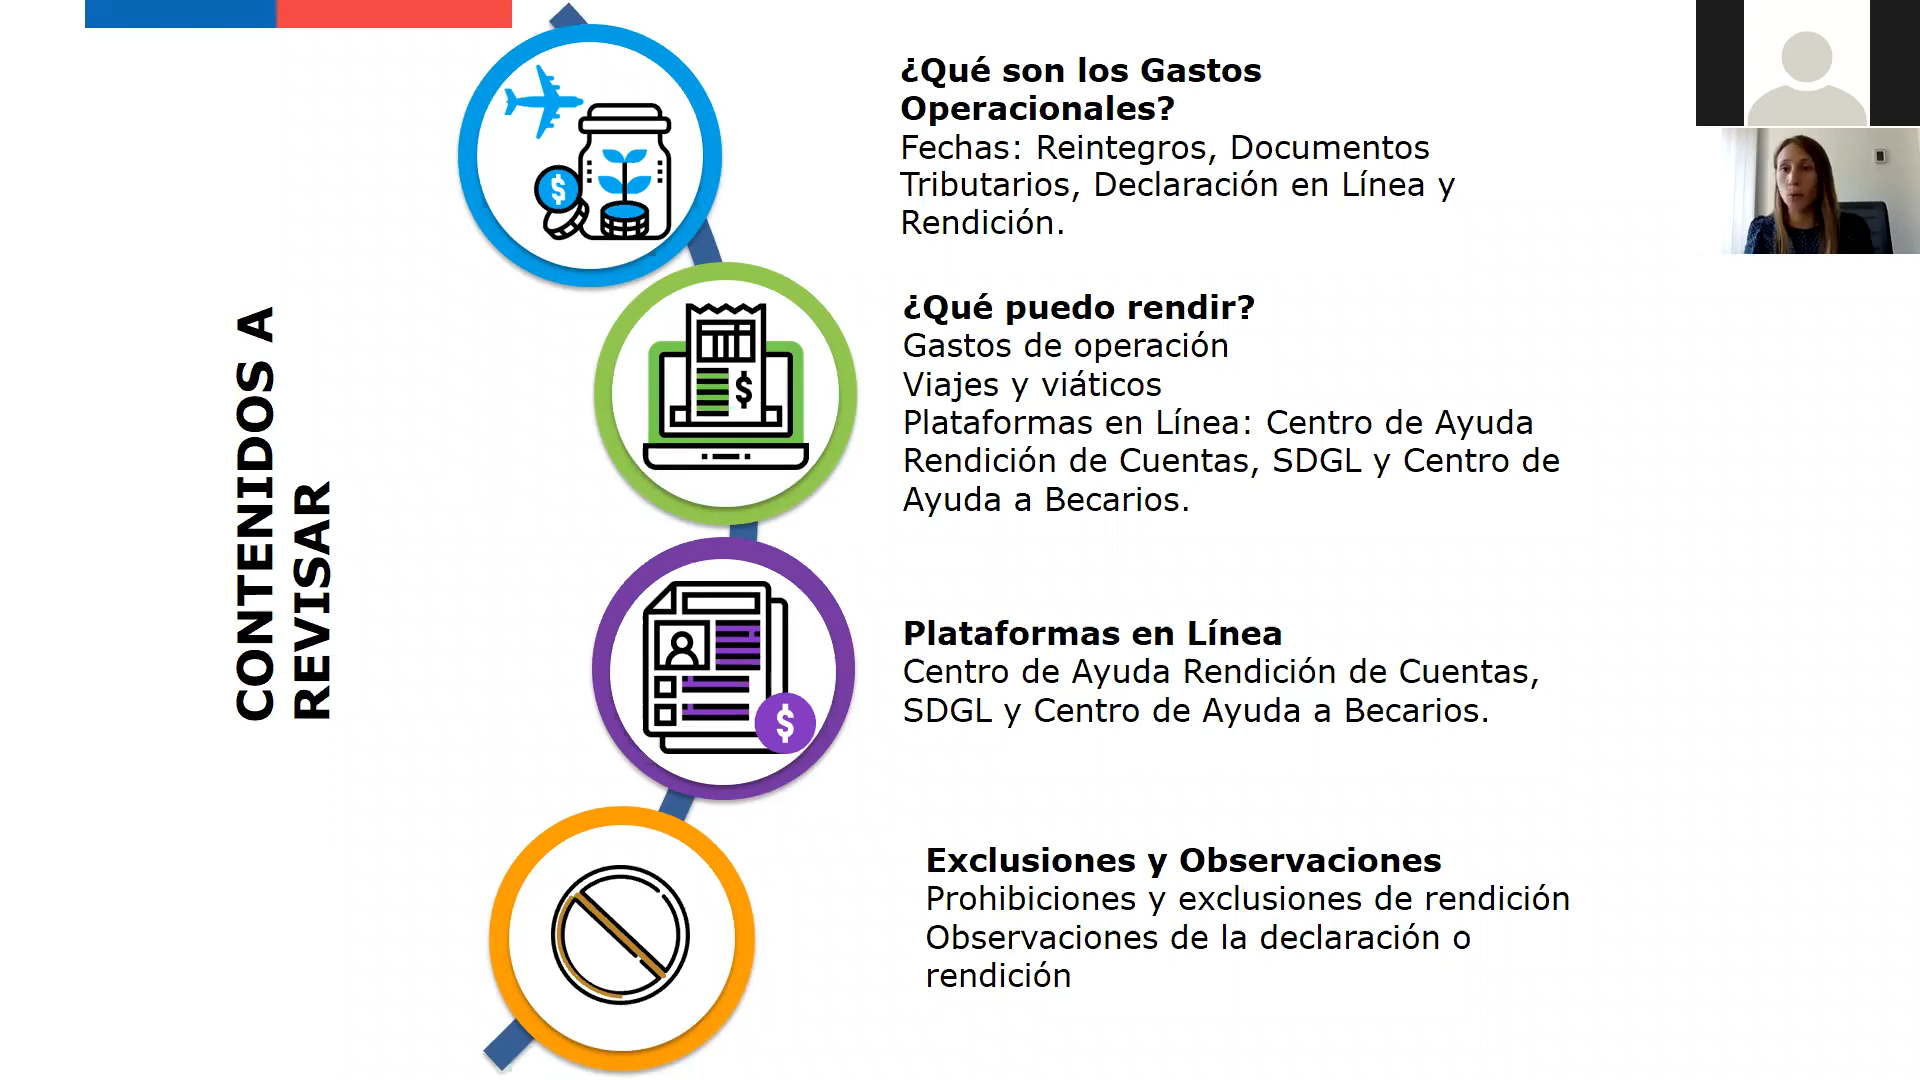 CONTENIDOS A
REVISAR
¿Qué son los Gastos
Operacionales?
Fechas: Reintegros, Documentos
Tributarios, Declaración en Línea y
Rendición.
¿Qué puedo rendir?
Gastos de operación
Viajes y viáticos
Plataformas en Línea: Centro de Ayuda
Rendición de Cuentas, SDGL y Centro de
Ayuda a Becarios.
Plataformas en Línea
Centro de Ayuda Rendición de Cuentas,
SDGL y Centro de Ayuda a Becarios.
Exclusiones y Observaciones
Prohibiciones y exclusiones de rendición
Observaciones de la declaración o
rendición